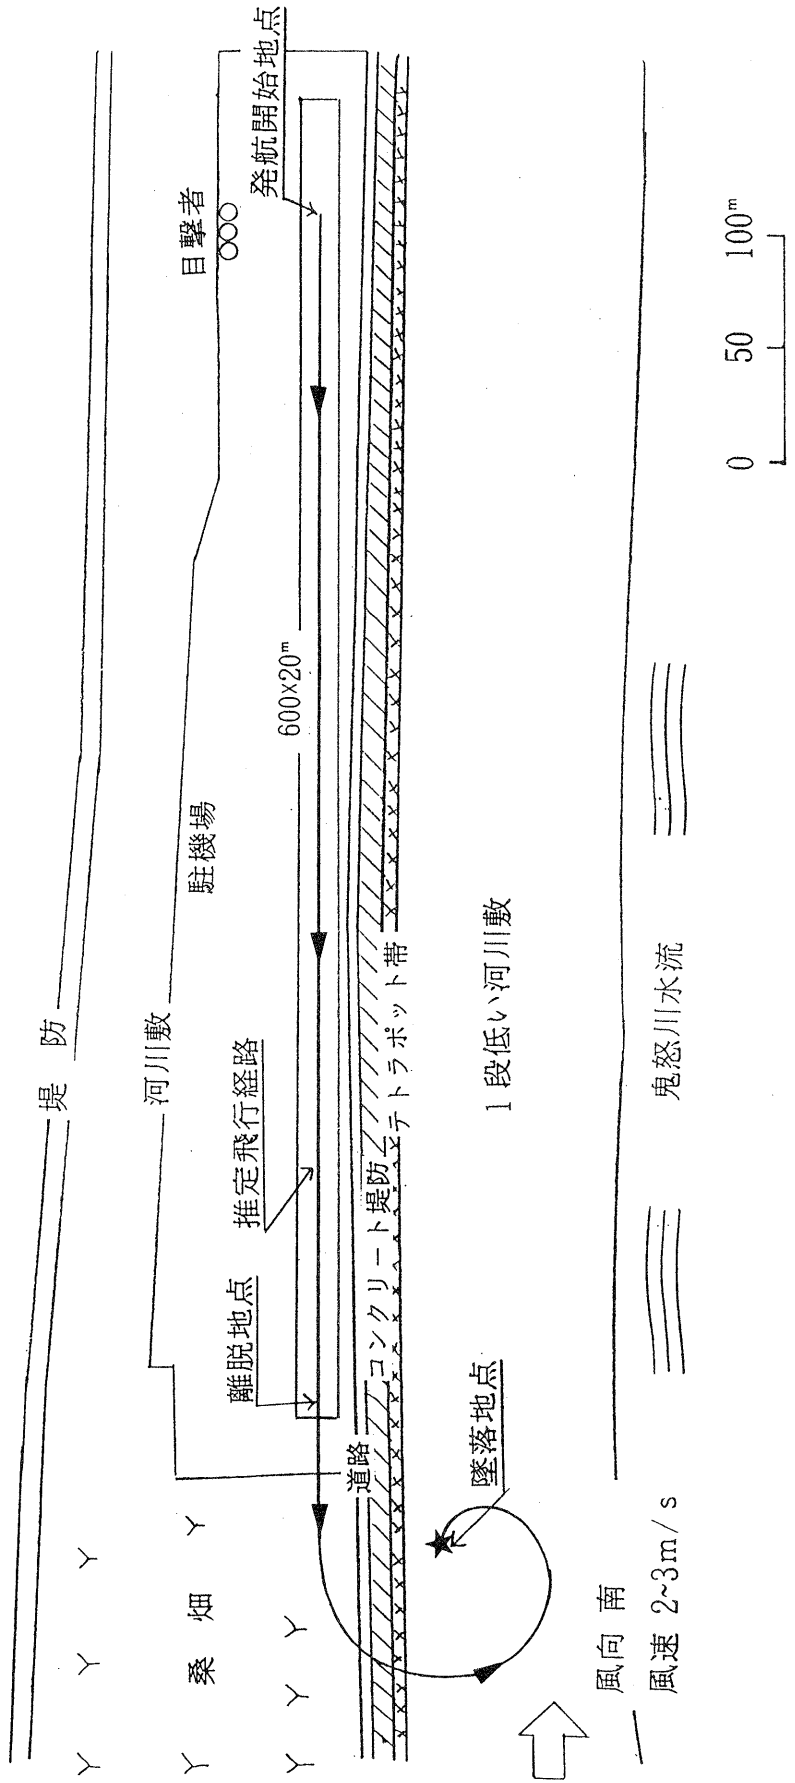 堤防
河川敷
目撃者
発航開始地点
駐機場
600×20m
推定飛行経路
離脱地点
道路
コンクリート堤防
テトラポット帯
1段低い河川敷
墜落地点
桑畑
鬼怒川水流
風向 南
風速 2~3m/s
0 50 100m